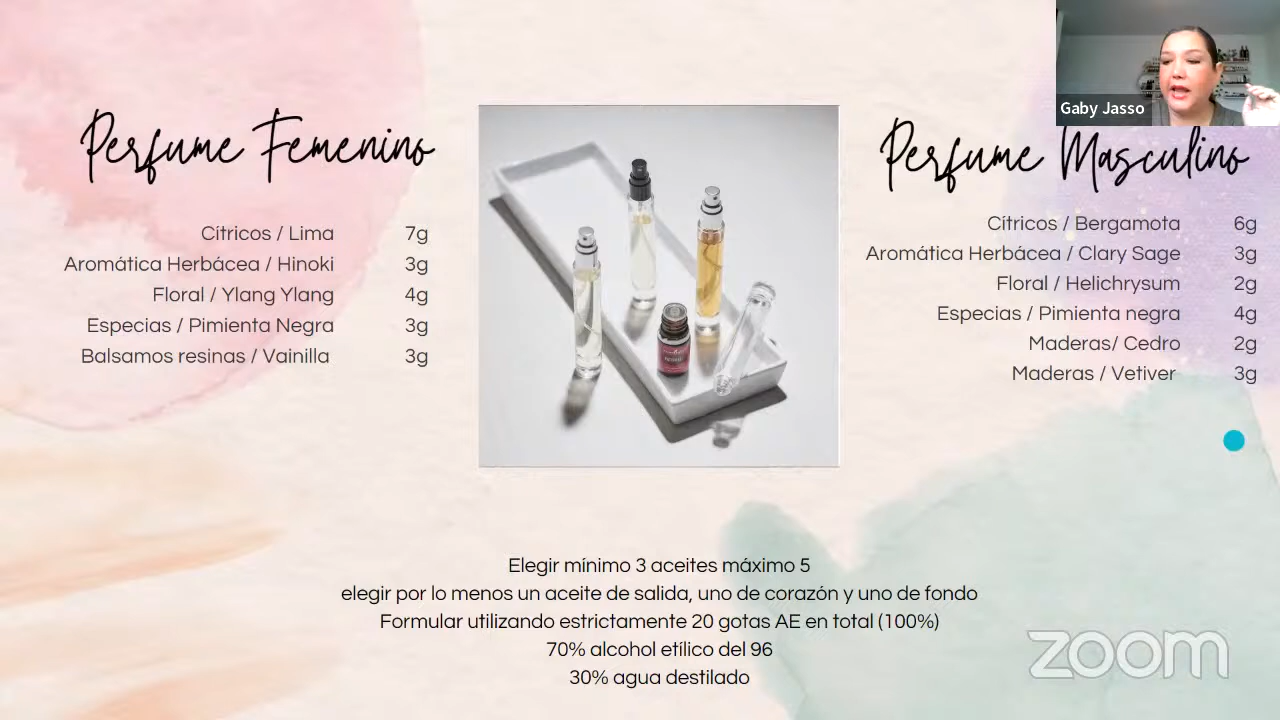 Gaby Jasso
Perfume Femenino
Cítricos / Lima 7g
Aromática Herbácea / Hinoki 3g
Floral / Ylang Ylang 4g
Especias / Pimienta Negra 3g
Balsamos resinas / Vainilla 3g
Perfume Masculino
Cítricos / Bergamota 6g
Aromática Herbácea / Clary Sage 3g
Floral / Helichrysum 2g
Especias / Pimienta negra 4g
Maderas/ Cedro 2g
Maderas / Vetiver 3g
Elegir mínimo 3 aceites máximo 5
elegir por lo menos un aceite de salida, uno de corazón y uno de fondo
Formular utilizando estrictamente 20 gotas AE en total (100%)
70% alcohol etílico del 96
30% agua destilado
zoom